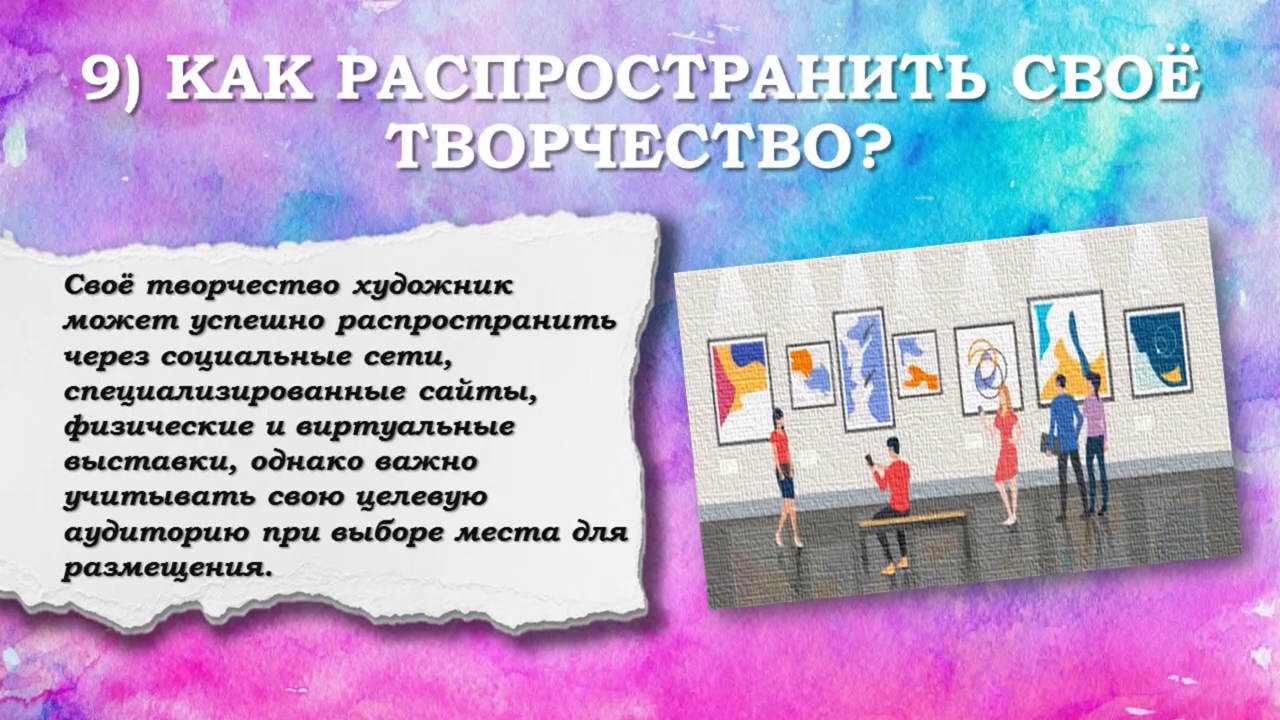 9) КАК РАСПРОСТРАНИТЬ СВОЁ
ТВОРЧЕСТВО?
Своё творчество художник
может успешно распространить
через социальные сети,
специализированные сайты,
физические и виртуальные
выставки, однако важно
учитывать свою целевую
аудиторию при выборе места для
размещения.